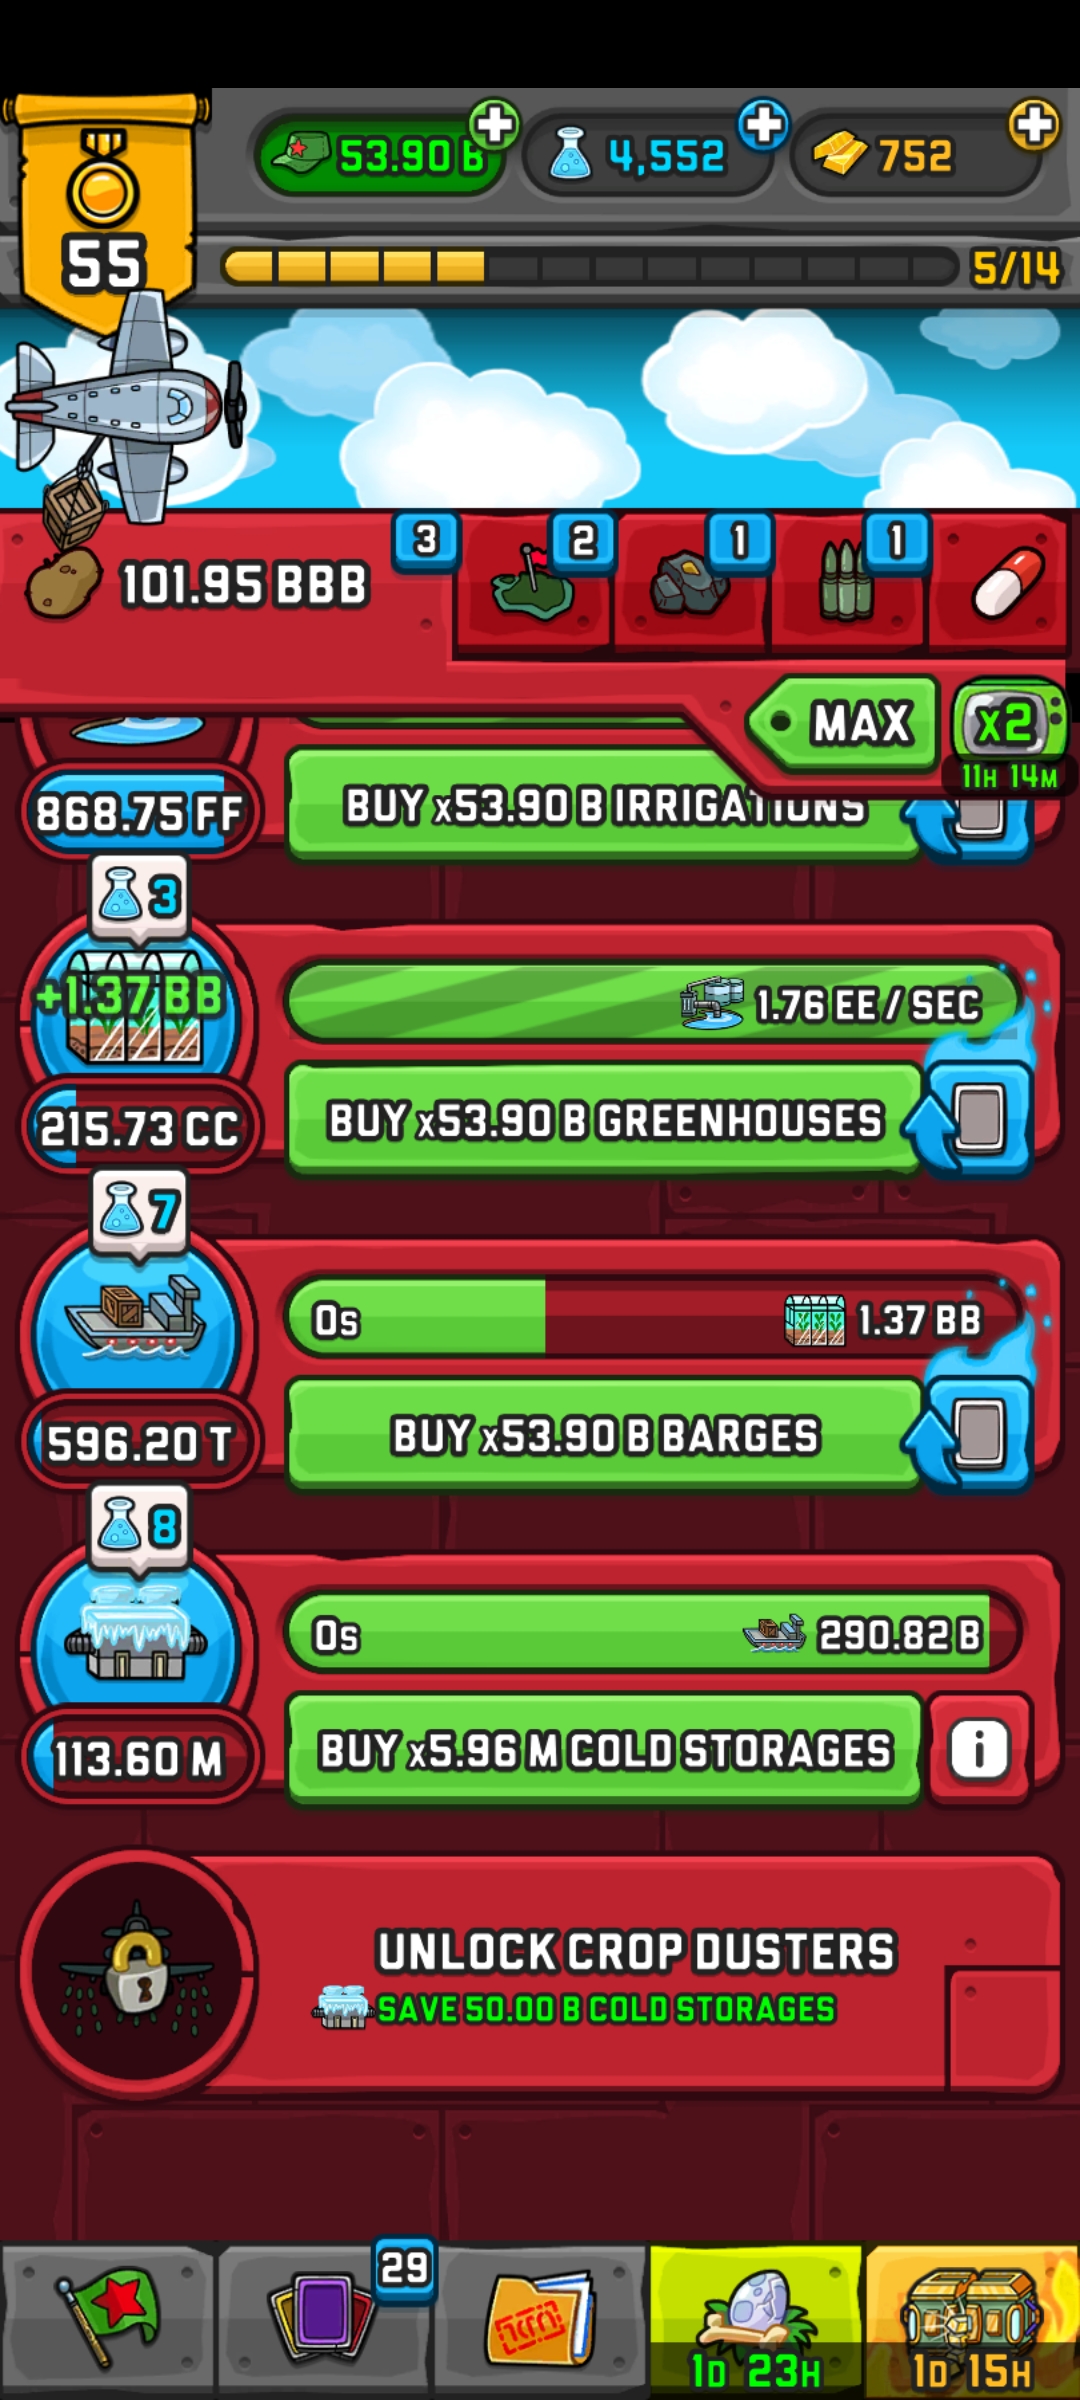 53.90 B
4,552
752
55
5/14
101.95 BBB
3
2
1
1
MAX
x2
11H 14M
868.75 FF
BUY x53.90 B IRRIGATIONS
3
+1.37 BB
1.76 EE / SEC
215.73 CC
BUY x53.90 B GREENHOUSES
7
0s
1.37 BB
596.20 T
BUY x53.90 B BARGES
8
0s
290.82 B
113.60 M
BUY x5.96 M COLD STORAGES
i
UNLOCK CROP DUSTERS
SAVE 50.00 B COLD STORAGES
29
1D 23H
1D 15H